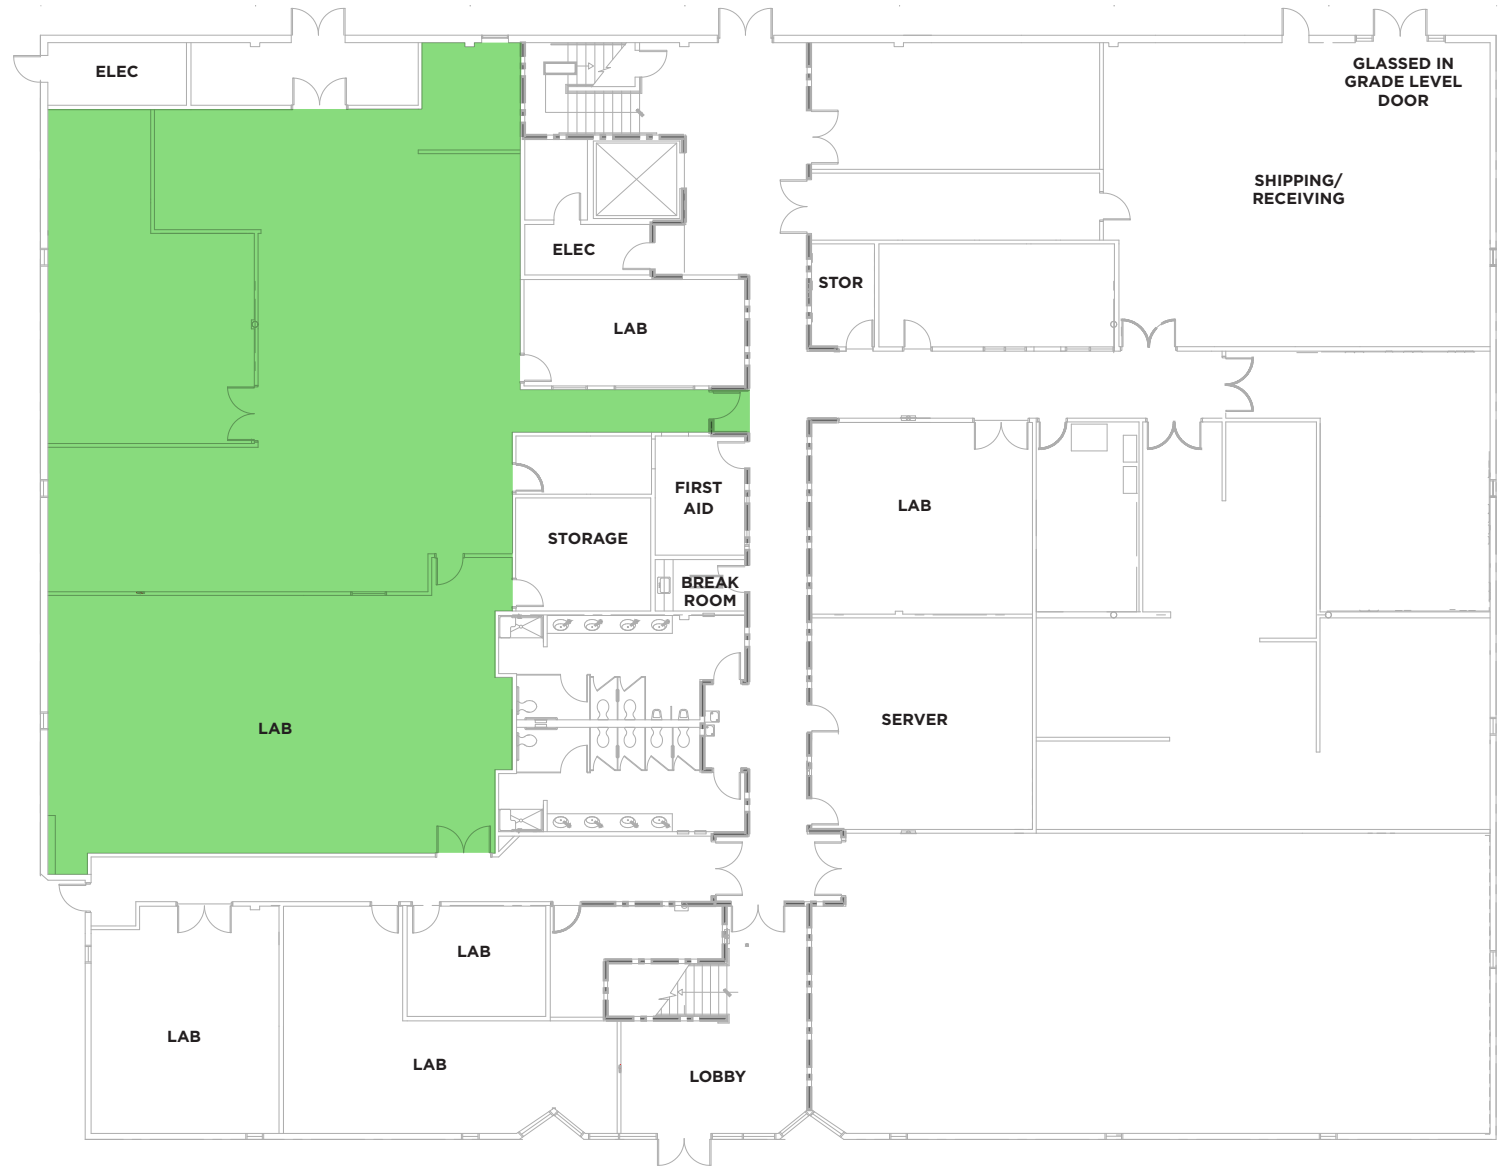 ELEC
GLASSED IN
GRADE LEVEL
DOOR
SHIPPING/
RECEIVING
ELEC
STOR
LAB
FIRST
AID
LAB
STORAGE
BREAK
ROOM
LAB
SERVER
LAB
LAB
LAB
LOBBY